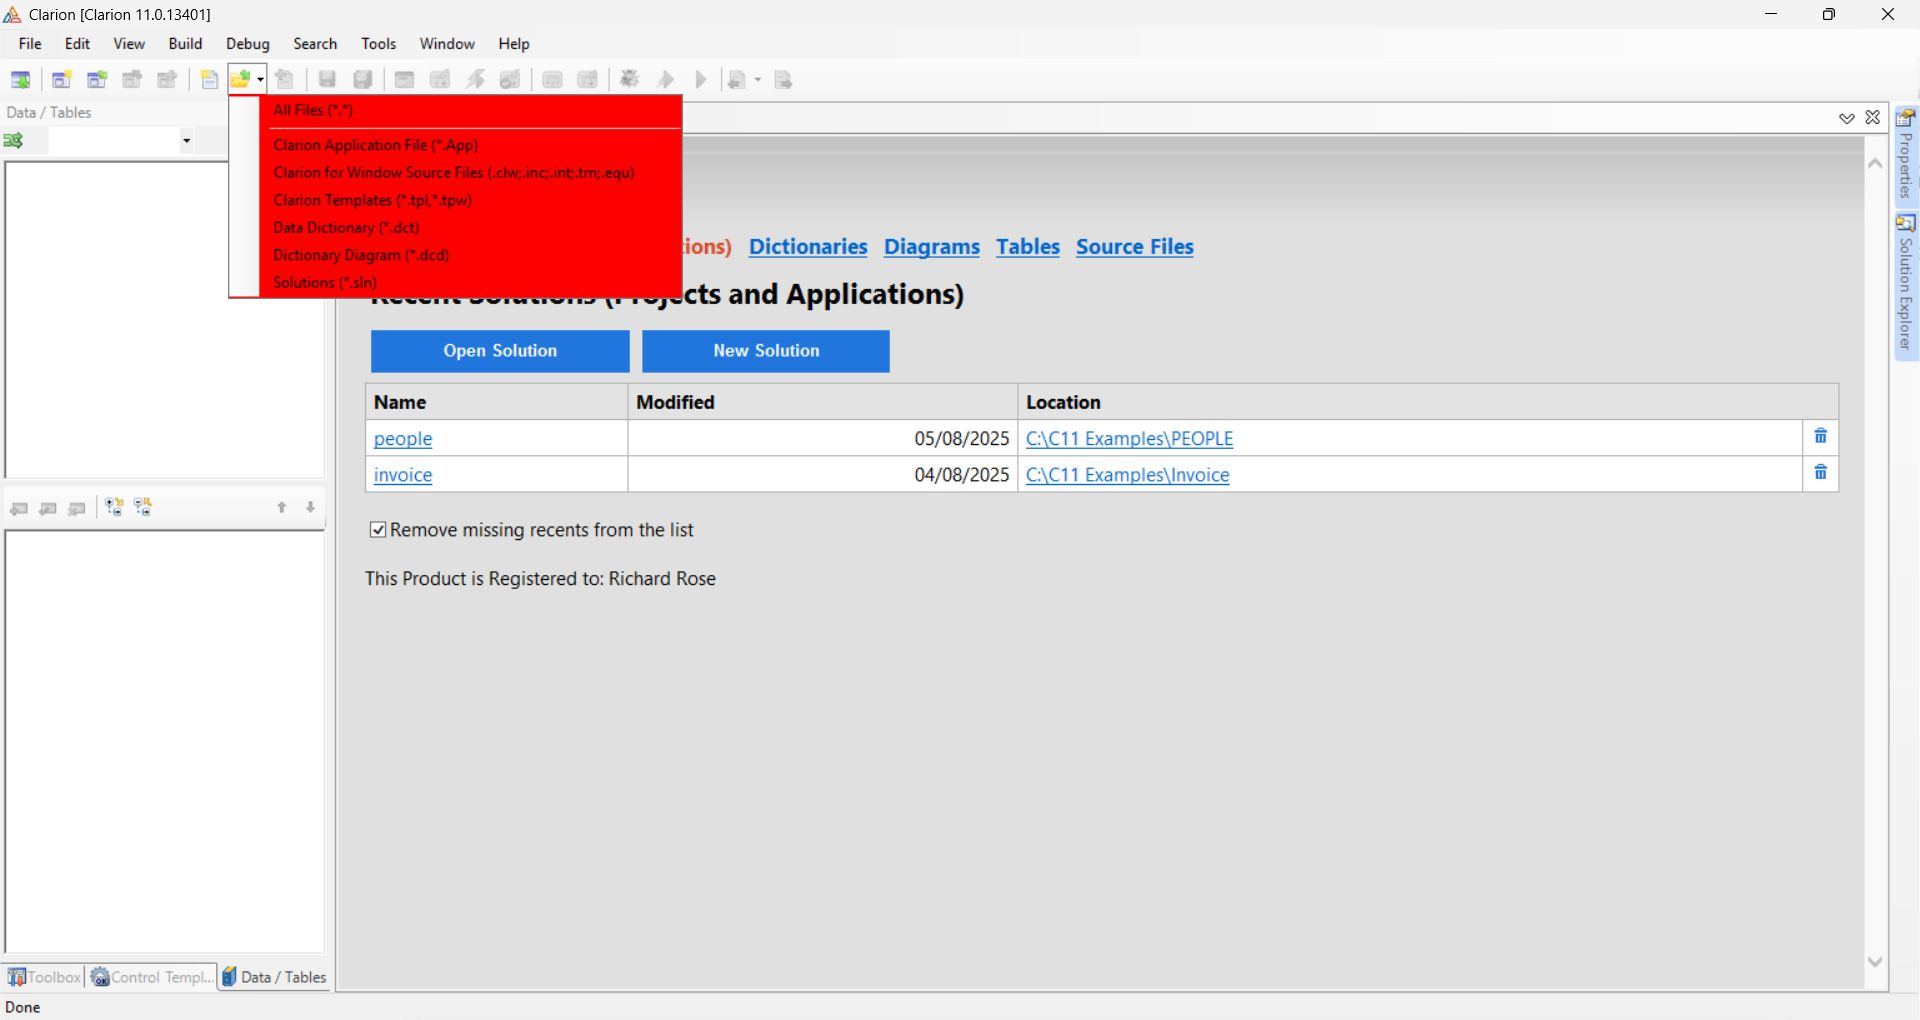 Clarion [Clarion 11.0.13401]
File Edit View Build Debug Search Tools Window Help
Data / Tables
All Files (*.*)
Clarion Application File (*.App)
Clarion for Window Source Files (.clw;.inc;.int;.trn;.equ)
Clarion Templates (*.tpl,*.tpw)
Data Dictionary (*.dct)
Dictionary Diagram (*.dcd)
Solutions (*.sln)
ions) Dictionaries Diagrams Tables Source Files
Recent Solutions (Projects and Applications)
Open Solution New Solution
Name Modified Location
people 05/08/2025 C:\C11 Examples\PEOPLE
invoice 04/08/2025 C:\C11 Examples\Invoice
Remove missing recents from the list
This Product is Registered to: Richard Rose
Properties
Solution Explorer
Toolbox Control Templ... Data / Tables
Done